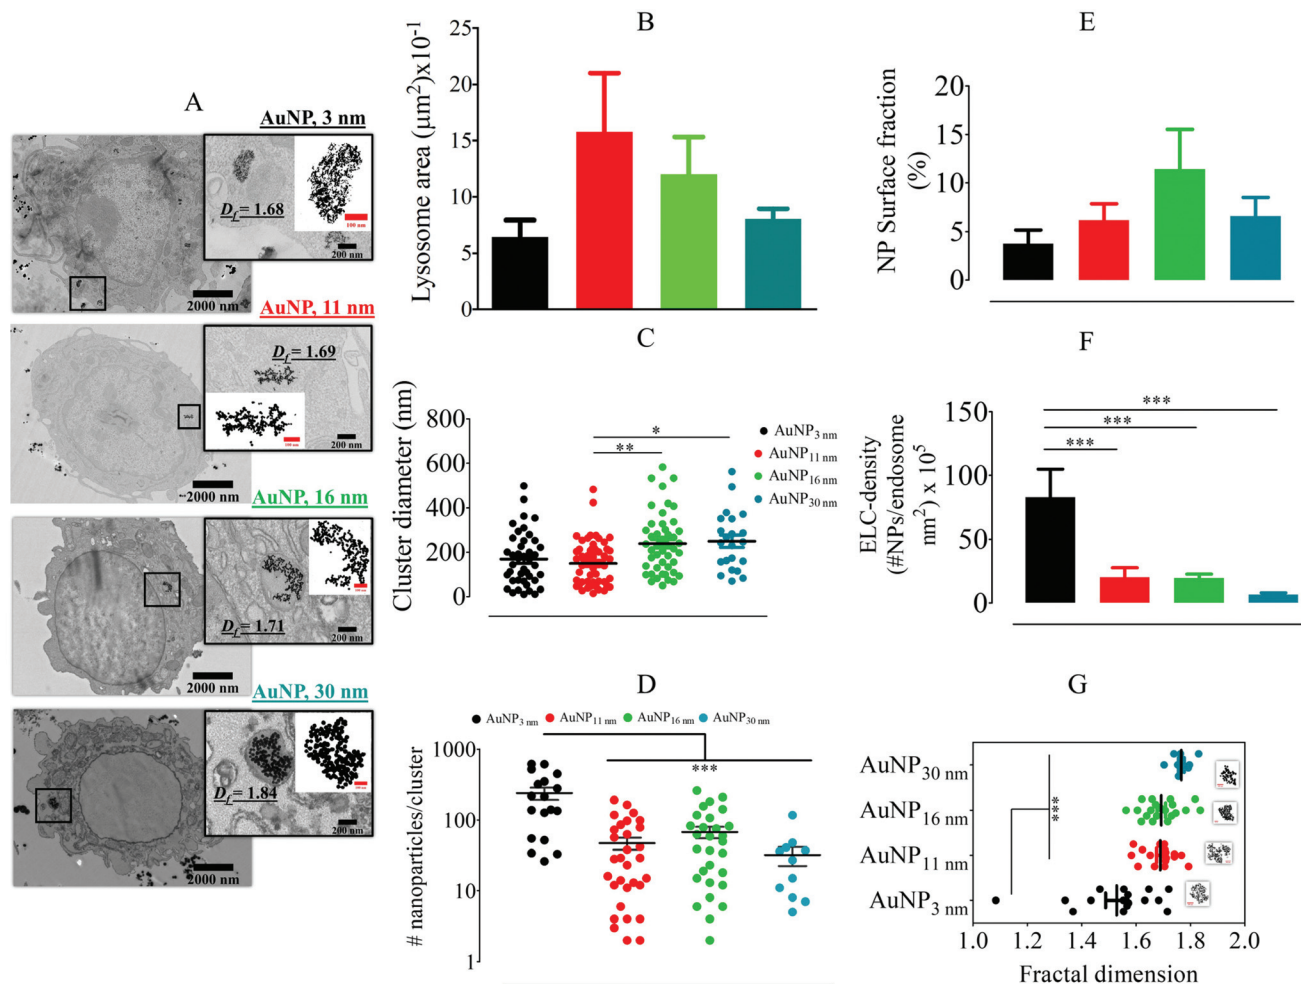 A
AuNP, 3 nm
D_f = 1.68
100 nm
200 nm
2000 nm
AuNP, 11 nm
D_f = 1.69
200 nm
2000 nm
AuNP, 16 nm
D_f = 1.71
200 nm
2000 nm
AuNP, 30 nm
D_f = 1.84
200 nm
2000 nm
B
Lysosome area (μm²)x10⁻¹
25
20
15
10
5
0
C
Cluster diameter (nm)
800
600
400
200
0
*
**
AuNP3 nm
AuNP11 nm
AuNP16 nm
AuNP30 nm
D
AuNP3 nm AuNP11 nm AuNP16 nm AuNP30 nm
# nanoparticles/cluster
1000
100
10
1
***
E
NP Surface fraction
(%)
20
15
10
5
0
F
ELC-density
(#NPs/endosome
nm²) x 10⁵
150
100
50
0
***
***
***
G
AuNP30 nm
AuNP16 nm
AuNP11 nm
AuNP3 nm
***
1.0 1.2 1.4 1.6 1.8 2.0
Fractal dimension